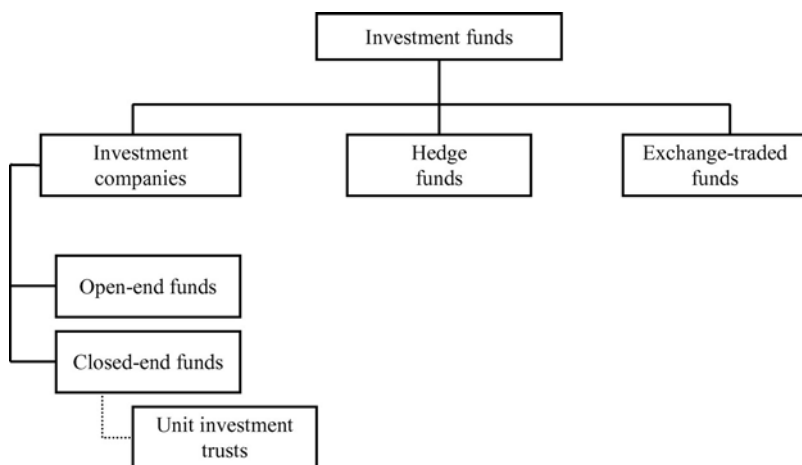 Investment funds
Investment
companies
Hedge
funds
Exchange-traded
funds
Open-end funds
Closed-end funds
Unit investment
trusts